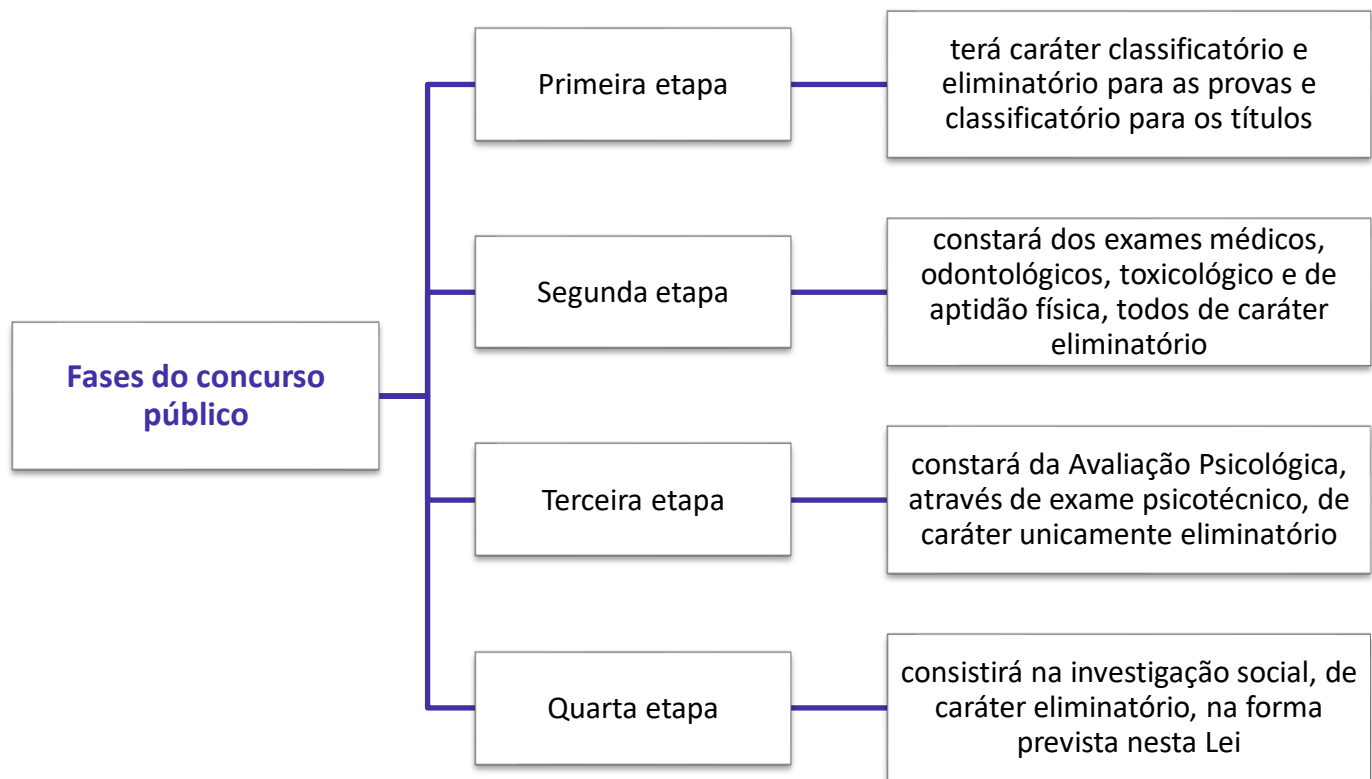 Fases do concurso
público
Primeira etapa
terá caráter classificatório e
eliminatório para as provas e
classificatório para os títulos
Segunda etapa
constará dos exames médicos,
odontológicos, toxicológico e de
aptidão física, todos de caráter
eliminatório
Terceira etapa
constará da Avaliação Psicológica,
através de exame psicotécnico, de
caráter unicamente eliminatório
Quarta etapa
consistirá na investigação social, de
caráter eliminatório, na forma
prevista nesta Lei